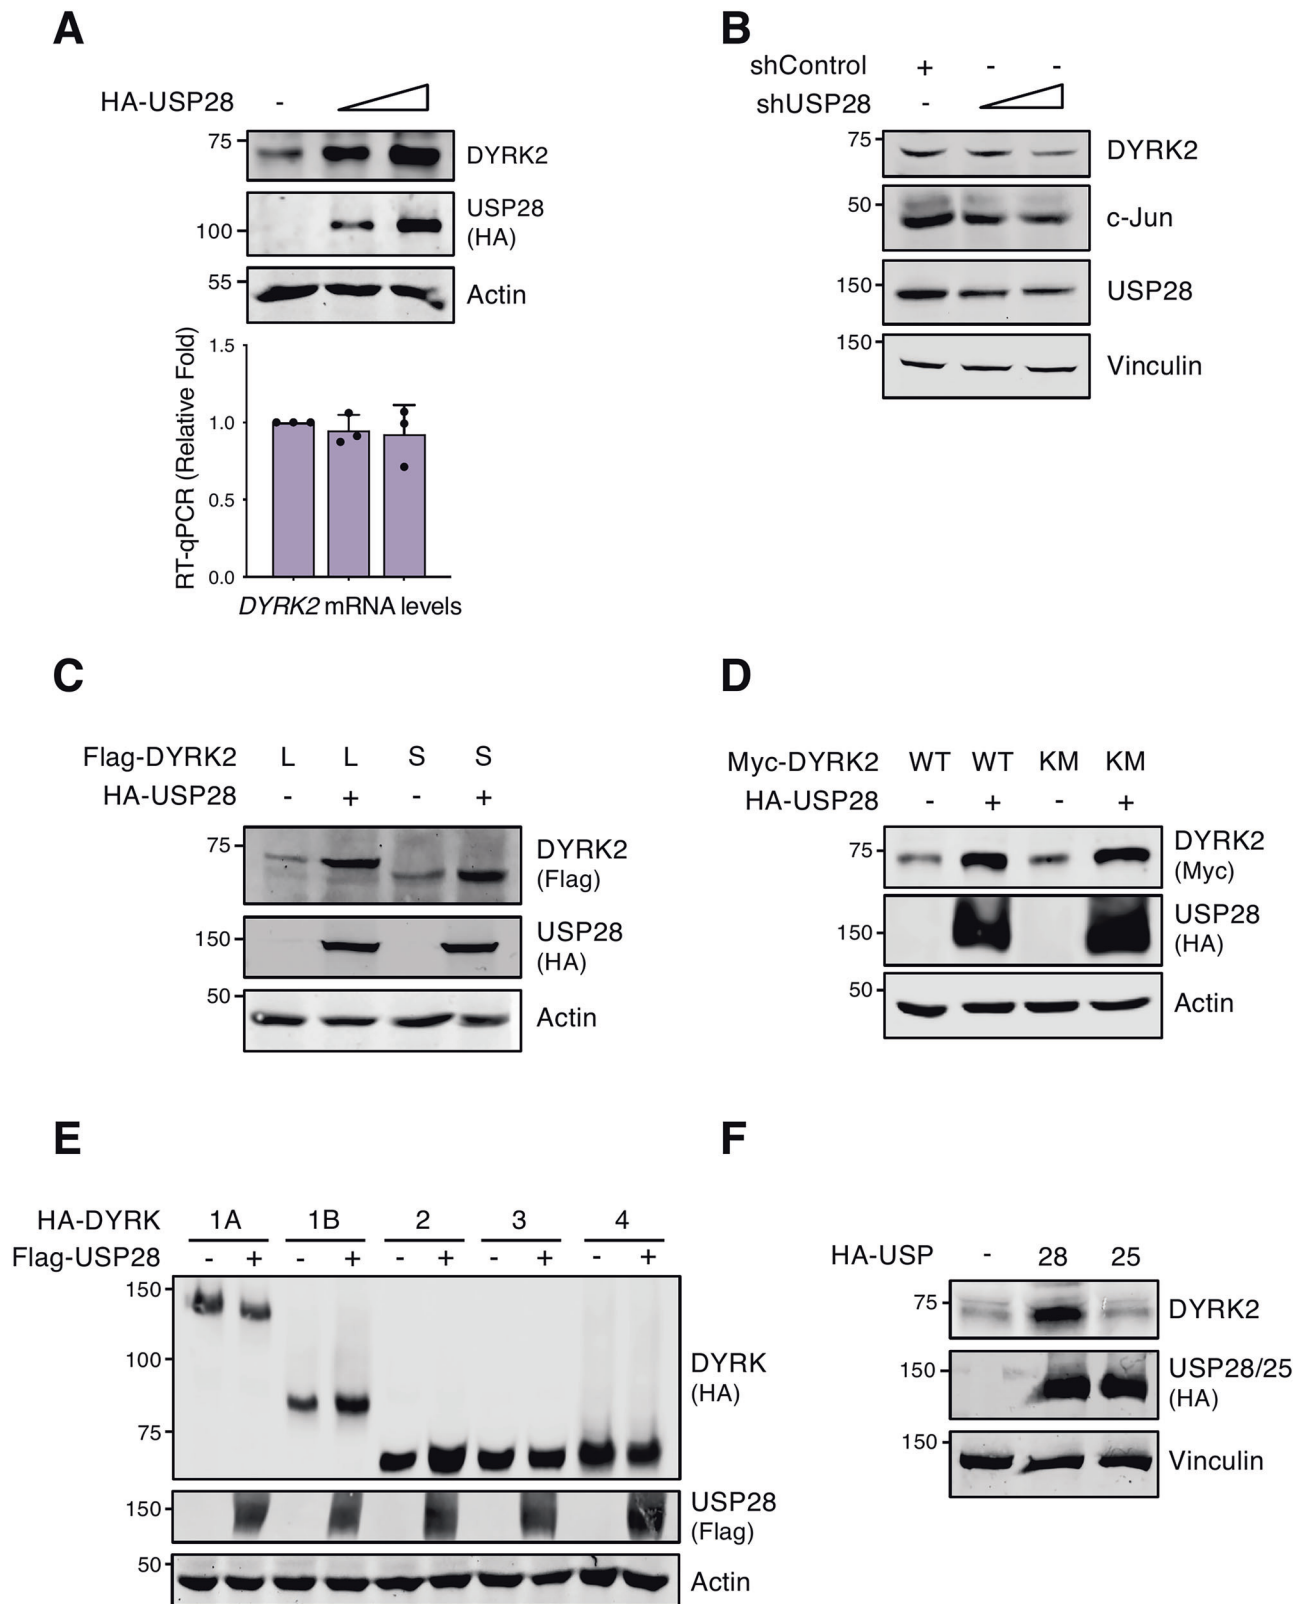 A
HA-USP28 -
75
DYRK2
USP28
(HA)
100
55
Actin
RT-qPCR (Relative Fold)
1.5
1.0
0.5
0.0
DYRK2 mRNA levels
B
shControl + - -
shUSP28 -
75
DYRK2
50
c-Jun
150
USP28
150
Vinculin
C
Flag-DYRK2 L L S S
HA-USP28 - + - +
75
DYRK2
(Flag)
150
USP28
(HA)
50
Actin
D
Myc-DYRK2 WT WT KM KM
HA-USP28 - + - +
75
DYRK2
(Myc)
150
USP28
(HA)
50
Actin
E
HA-DYRK 1A 1B 2 3 4
Flag-USP28 - + - + - + - + - +
150
100
75
DYRK
(HA)
150
USP28
(Flag)
50
Actin
F
HA-USP - 28 25
75
DYRK2
150
USP28/25
(HA)
150
Vinculin